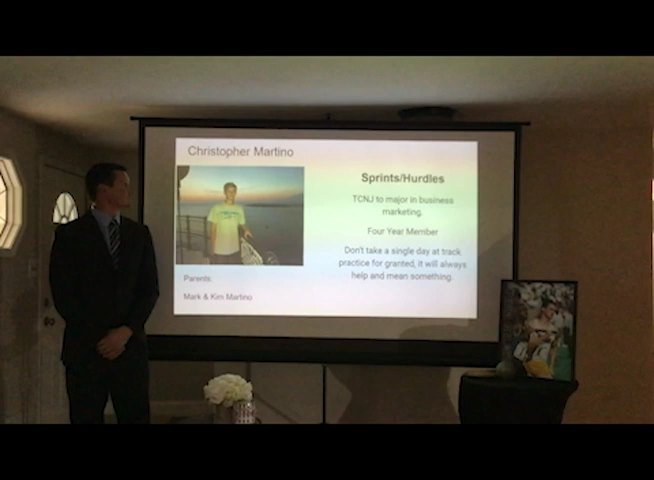 Christopher Martino
Sprints/Hurdles
TCNJ to major in business
marketing.
Four Year Member
Don't take a single day at track
practice for granted, it will always
help and mean something.
Parents:
Mark & Kim Martino